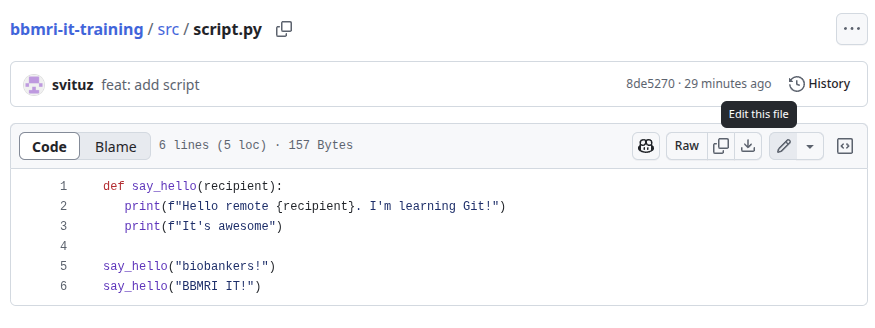 bbmri-it-training / src / script.py
svituz feat: add script 8de5270 · 29 minutes ago History
Edit this file
Code Blame 6 lines (5 loc) · 157 Bytes Raw
1 def say_hello(recipient):
2 print(f"Hello remote {recipient}. I'm learning Git!")
3 print(f"It's awesome")
4
5 say_hello("biobankers!")
6 say_hello("BBMRI IT!")